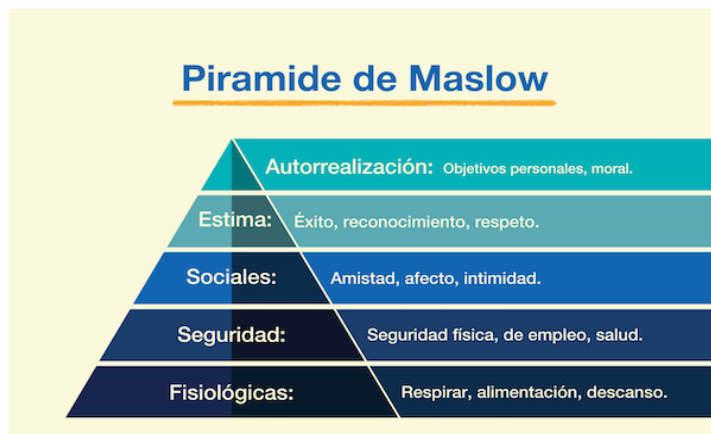 Piramide de Maslow
Autorrealización: Objetivos personales, moral.
Estima: Éxito, reconocimiento, respeto.
Sociales: Amistad, afecto, intimidad.
Seguridad: Seguridad física, de empleo, salud.
Fisiológicas: Respirar, alimentación, descanso.